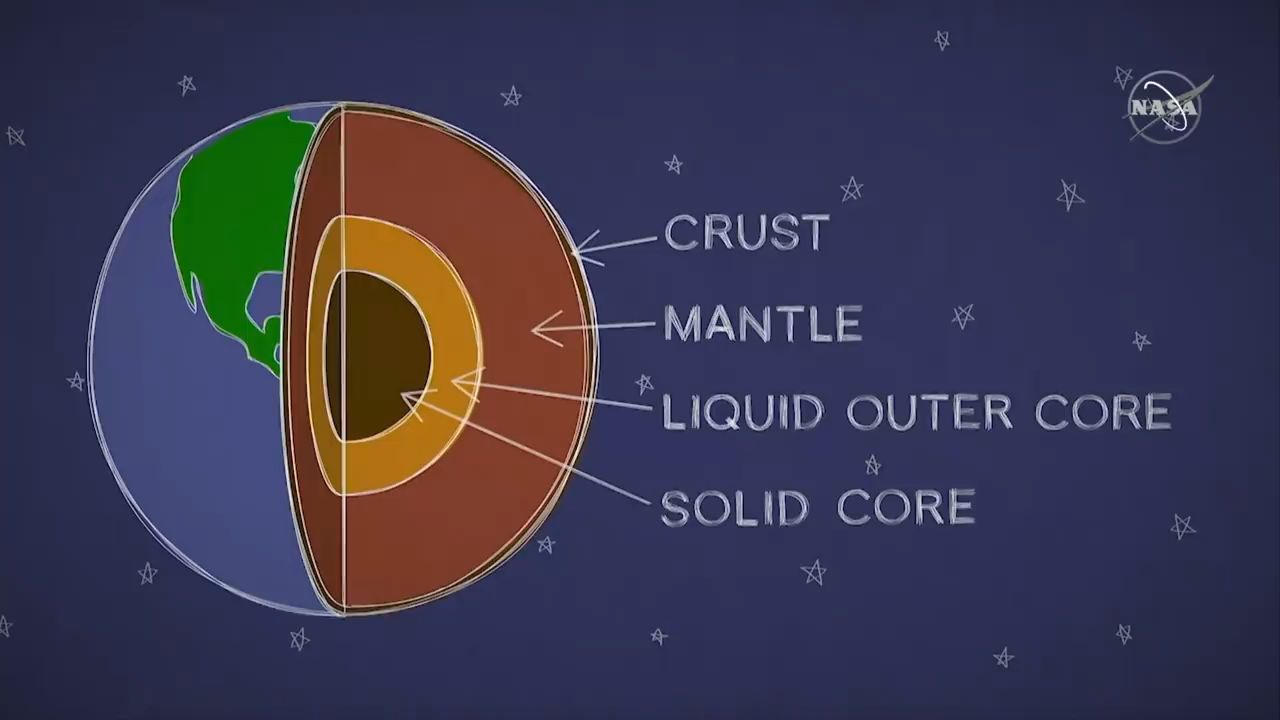 NASA
CRUST
MANTLE
LIQUID OUTER CORE
SOLID CORE